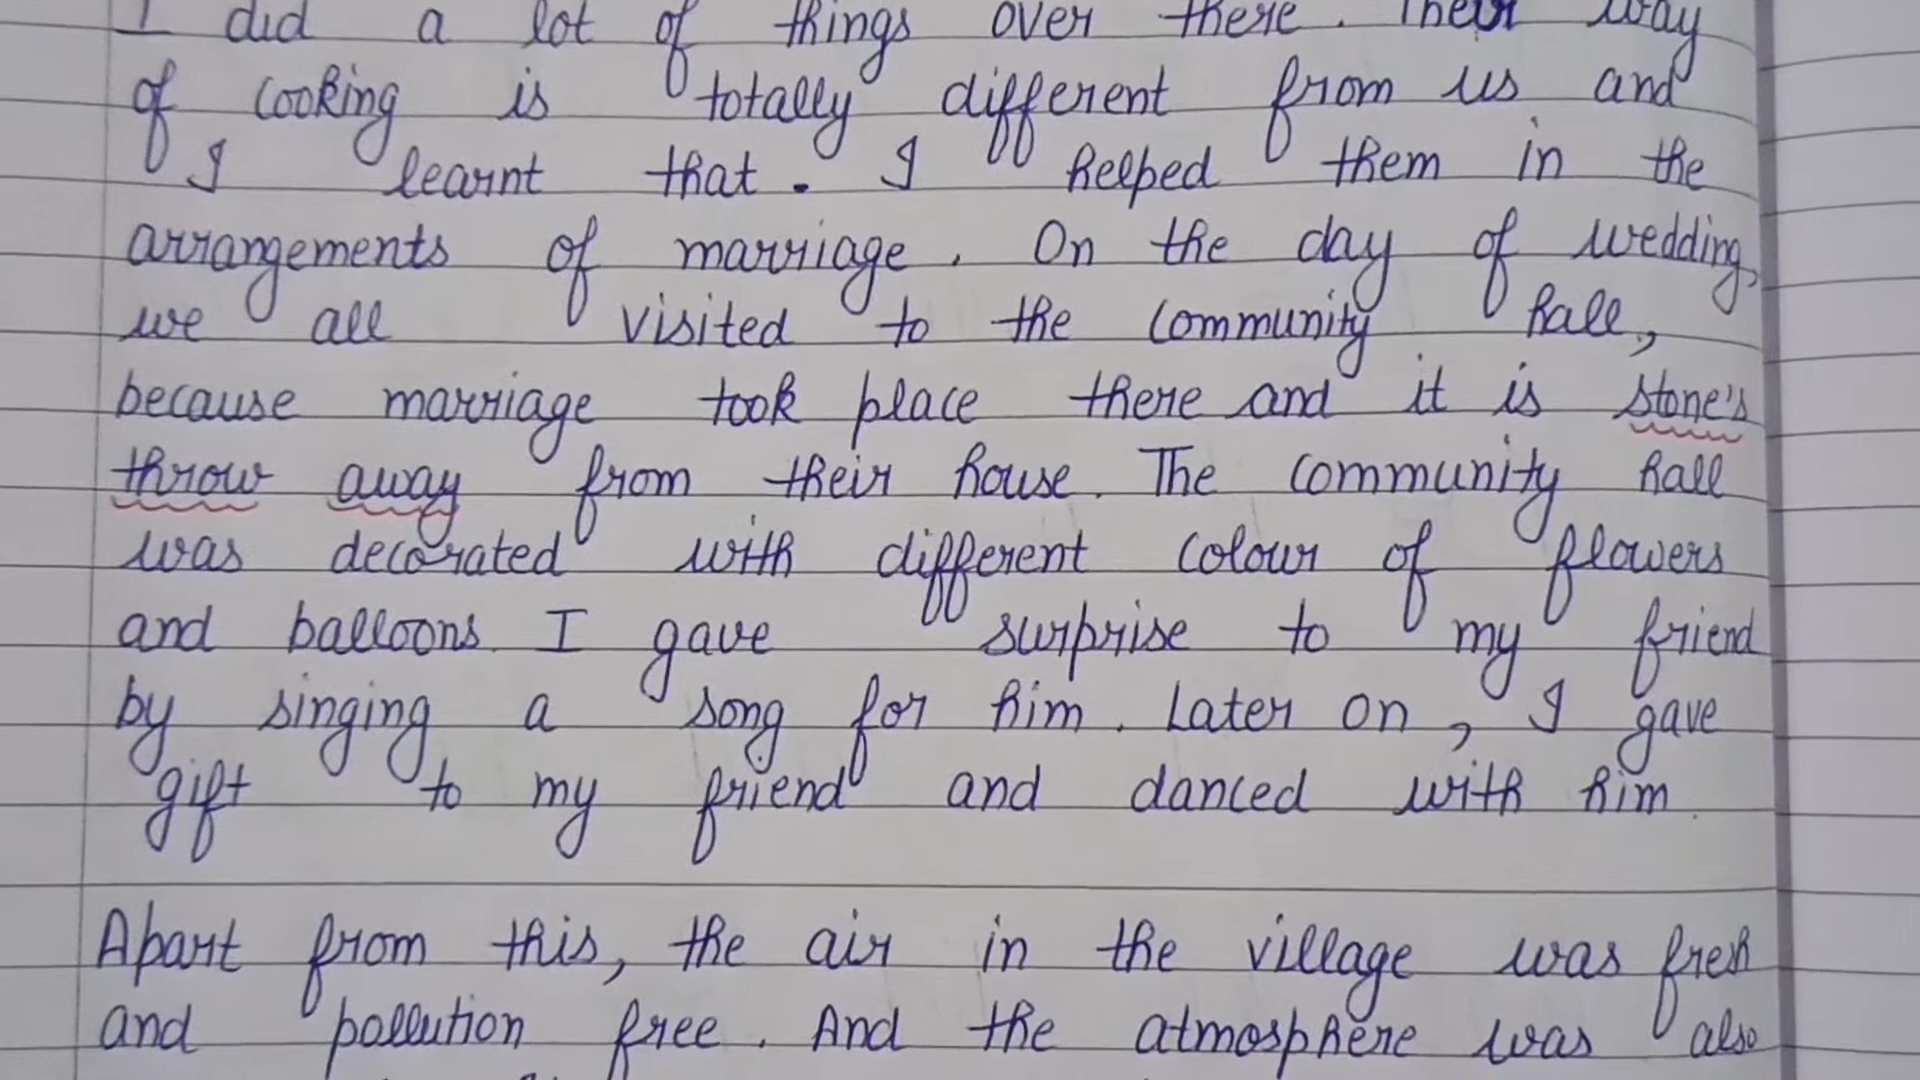 I did a lot of things over there. Their way
of cooking is totally different from us and
I learnt that. I helped them in the
arrangements of marriage. On the day of wedding,
we all visited to the community hall,
because marriage took place there and it is stone's
throw away from their house. The community hall
was decorated with different colour of flowers
and balloons. I gave surprise to my friend
by singing a song for him. Later on, I gave
gift to my friend and danced with him.
Apart from this, the air in the village was fresh
and pollution free. And the atmosphere was also